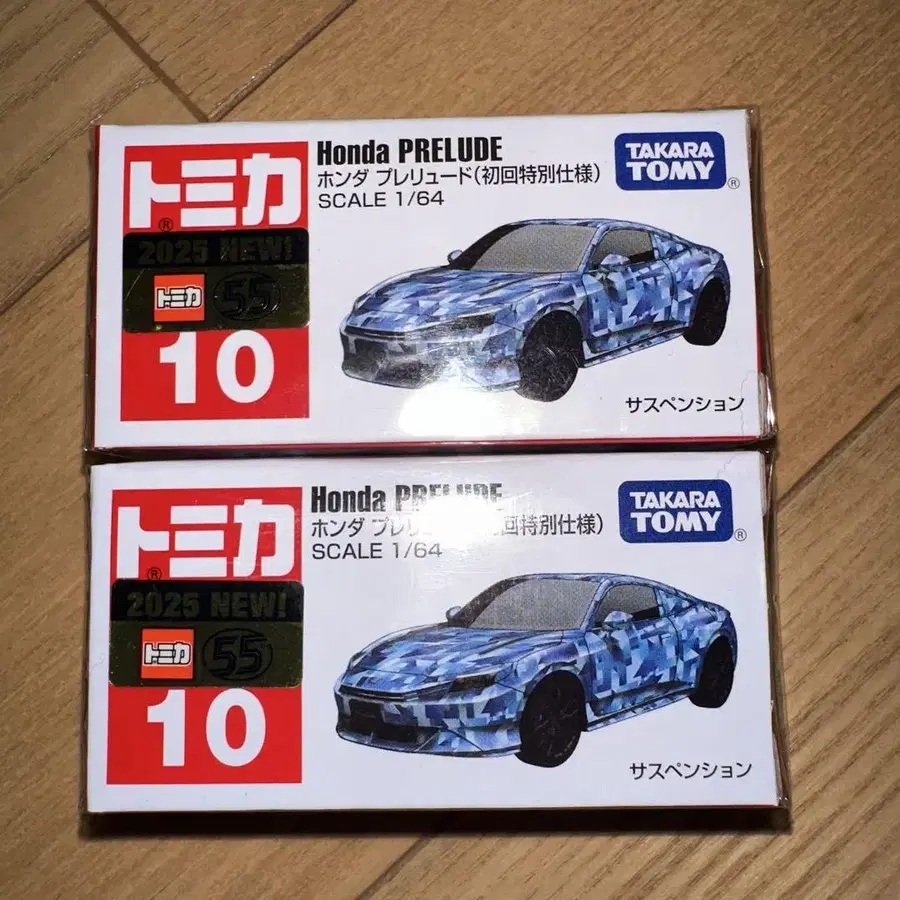 トミカ
®
2025 NEW!
トミカ 55
10
Honda PRELUDE
ホンダ プレリュード(初回特別仕様)
SCALE 1/64
TAKARA
TOMY
®
サスペンション
トミカ
®
2025 NEW!
トミカ 55
10
Honda PRELUDE
ホンダ プレリュ 初回特別仕様)
SCALE 1/64
TAKARA
TOMY
®
サスペンション